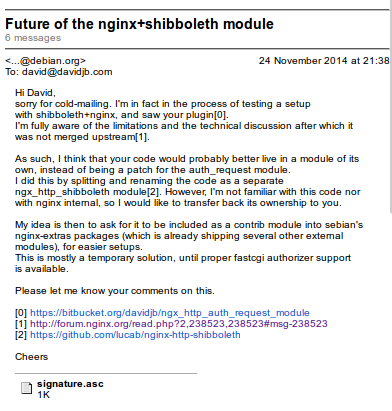 Future of the nginx+shibboleth module
6 messages
<...@debian.org>
24 November 2014 at 21:38
To: david@davidjb.com
Hi David,
sorry for cold-mailing. I'm in fact in the process of testing a setup
with shibboleth+nginx, and saw your plugin[0].
I'm fully aware of the limitations and the technical discussion after which it
was not merged upstream[1].
As such, I think that your code would probably better live in a module of its
own, instead of being a patch for the auth_request module.
I did this by splitting and renaming the code as a separate
ngx_http_shibboleth module[2]. However, I'm not familiar with this code nor
with nginx internal, so I would like to transfer back its ownership to you.
My idea is then to ask for it to be included as a contrib module into sebian's
nginx-extras packages (which is already shipping several other external
modules), for easier setups.
This is mostly a temporary solution, until proper fastcgi authorizer support
is available.
Please let me know your comments on this.
[0] https://bitbucket.org/davidjb/ngx_http_auth_request_module
[1] http://forum.nginx.org/read.php?2,238523,238523#msg-238523
[2] https://github.com/lucab/nginx-http-shibboleth
Cheers
signature.asc
1K